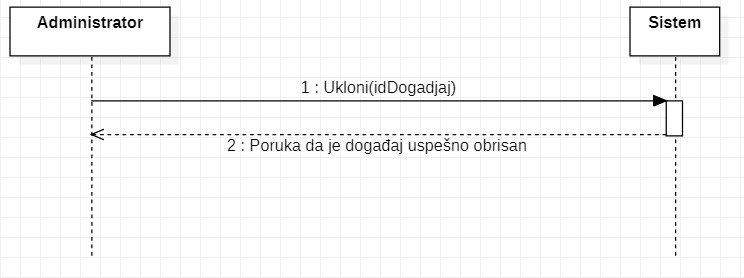 Administrator
Sistem
1 : Ukloni(idDogadjaj)
2 : Poruka da je događaj uspešno obrisan